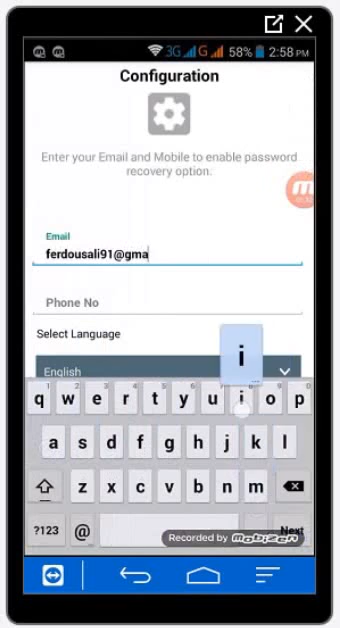 3G G 58% 2:58 PM
Configuration
Enter your Email and Mobile to enable password
recovery option.
Email
ferdousali91@gma
Phone No
Select Language
English
i
q w e r t y u i o p
a s d f g h j k l
z x c v b n m
?123 @ Next
Recorded by mobizen